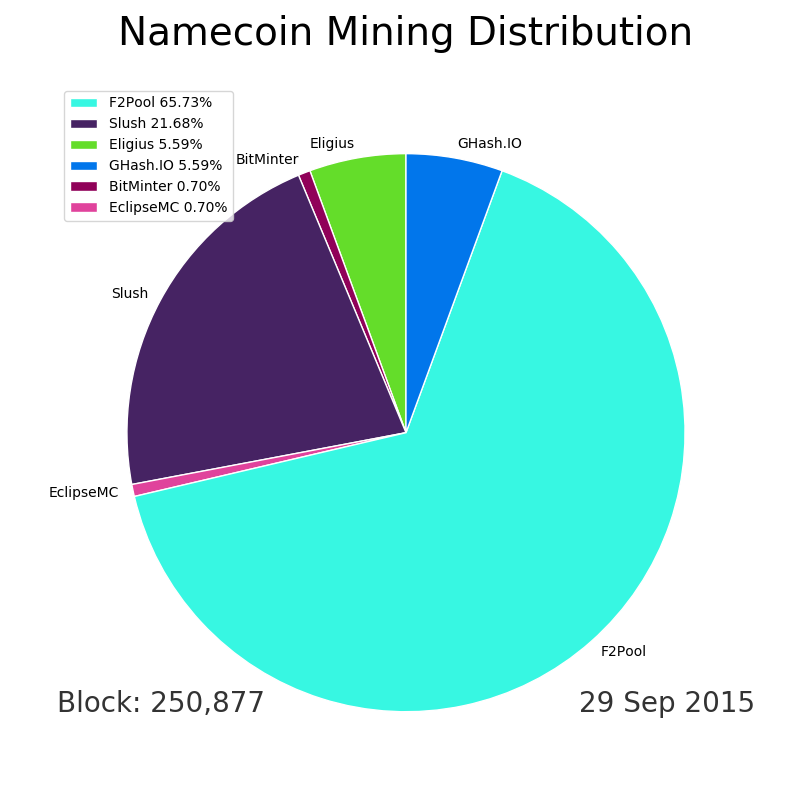 Namecoin Mining Distribution
F2Pool 65.73%
Slush 21.68%
Eligius 5.59%
GHash.IO 5.59%
BitMinter 0.70%
EclipseMC 0.70%
GHash.IO
Eligius
BitMinter
Slush
EclipseMC
F2Pool
Block: 250,877
29 Sep 2015